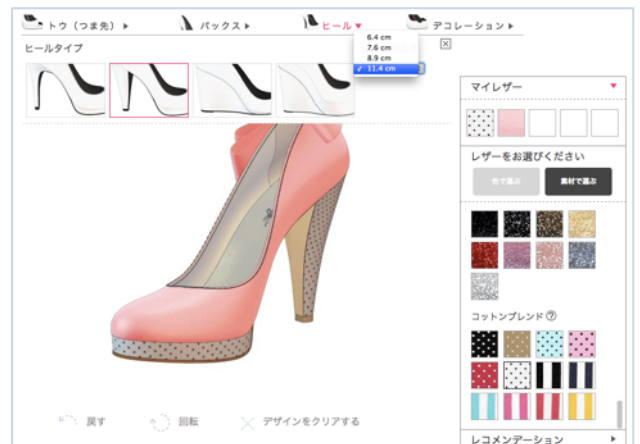 トウ（つま先）▶ バックス▶ ヒール▼ デコレーション▶
ヒールタイプ
6.4 cm
7.6 cm
8.9 cm
✓ 11.4 cm
マイレザー ▼
レザーをお選びください
色で選ぶ 素材で選ぶ
コットンブレンド ?
戻す 回転 デザインをクリアする
レコメンデーション ▶